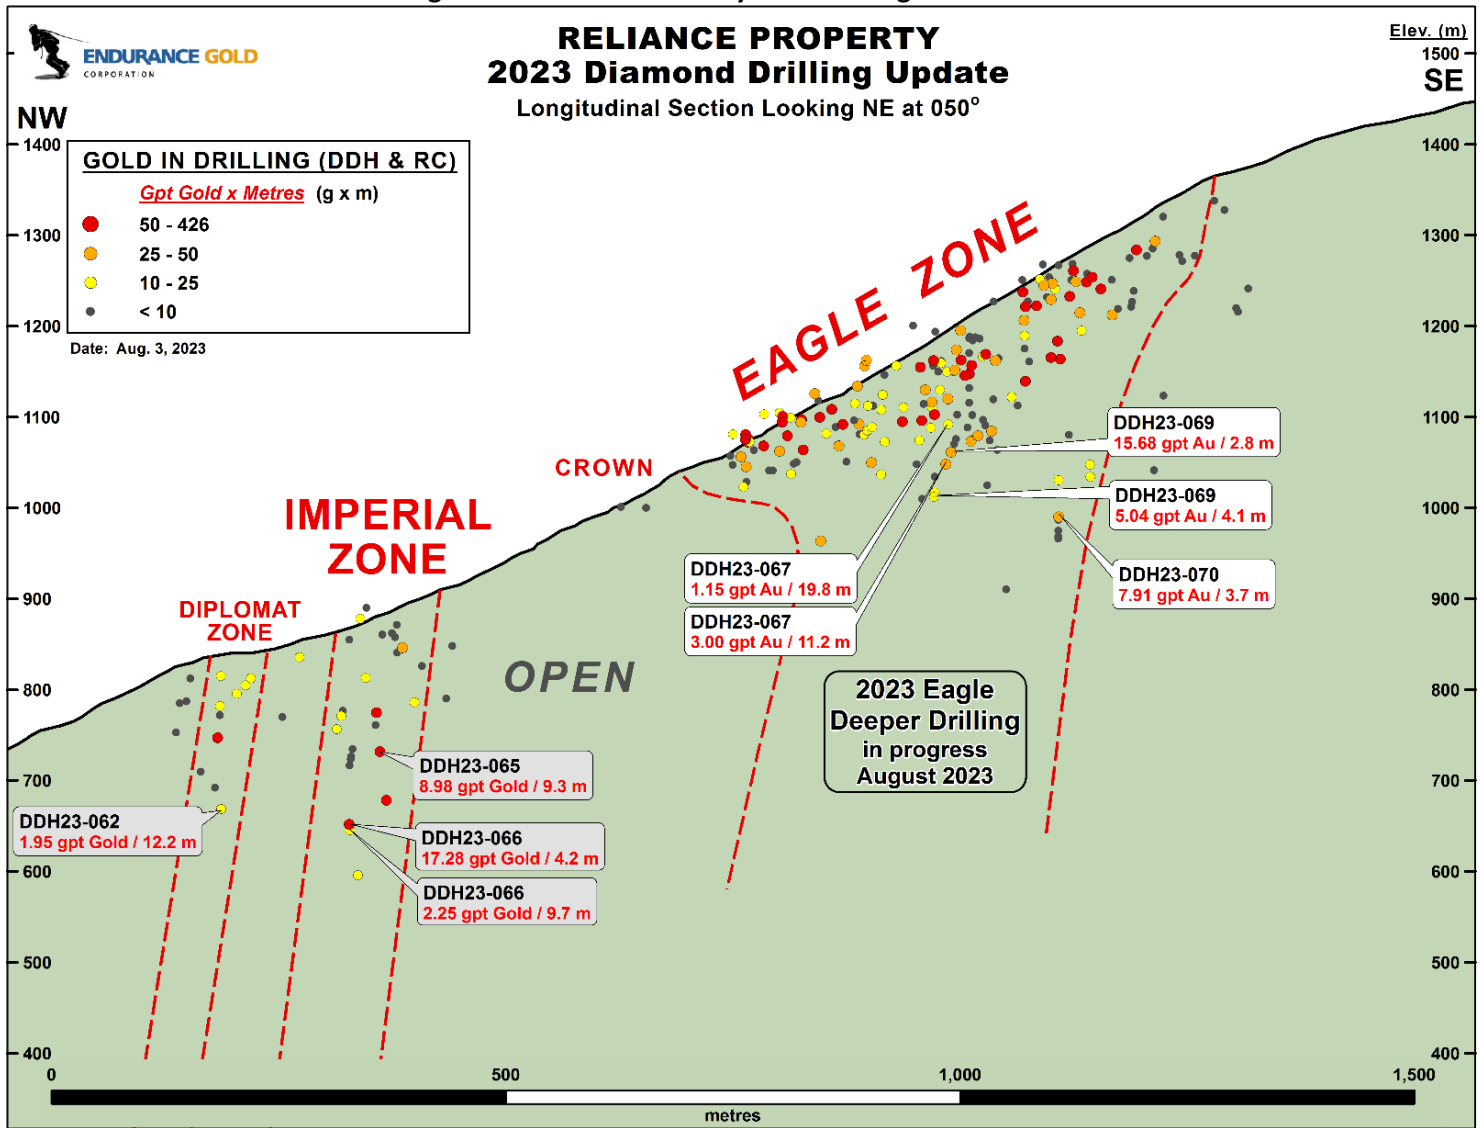 ENDURANCE GOLD
CORPORATION
RELIANCE PROPERTY
2023 Diamond Drilling Update
Longitudinal Section Looking NE at 050°
Elev. (m)
1500
SE
NW
1400
1400
GOLD IN DRILLING (DDH & RC)
Gpt Gold x Metres (g x m)
50 - 426
25 - 50
10 - 25
< 10
1300
1300
1200
1200
Date: Aug. 3, 2023
EAGLE ZONE
1100
1100
DDH23-069
15.68 gpt Au / 2.8 m
CROWN
DDH23-069
5.04 gpt Au / 4.1 m
1000
1000
IMPERIAL
ZONE
DDH23-067
1.15 gpt Au / 19.8 m
DDH23-070
7.91 gpt Au / 3.7 m
900
900
DIPLOMAT
ZONE
DDH23-067
3.00 gpt Au / 11.2 m
OPEN
800
800
2023 Eagle
Deeper Drilling
in progress
August 2023
700
700
DDH23-065
8.98 gpt Gold / 9.3 m
DDH23-062
1.95 gpt Gold / 12.2 m
DDH23-066
17.28 gpt Gold / 4.2 m
600
600
DDH23-066
2.25 gpt Gold / 9.7 m
500
500
400
400
0
500
1,000
1,500
metres